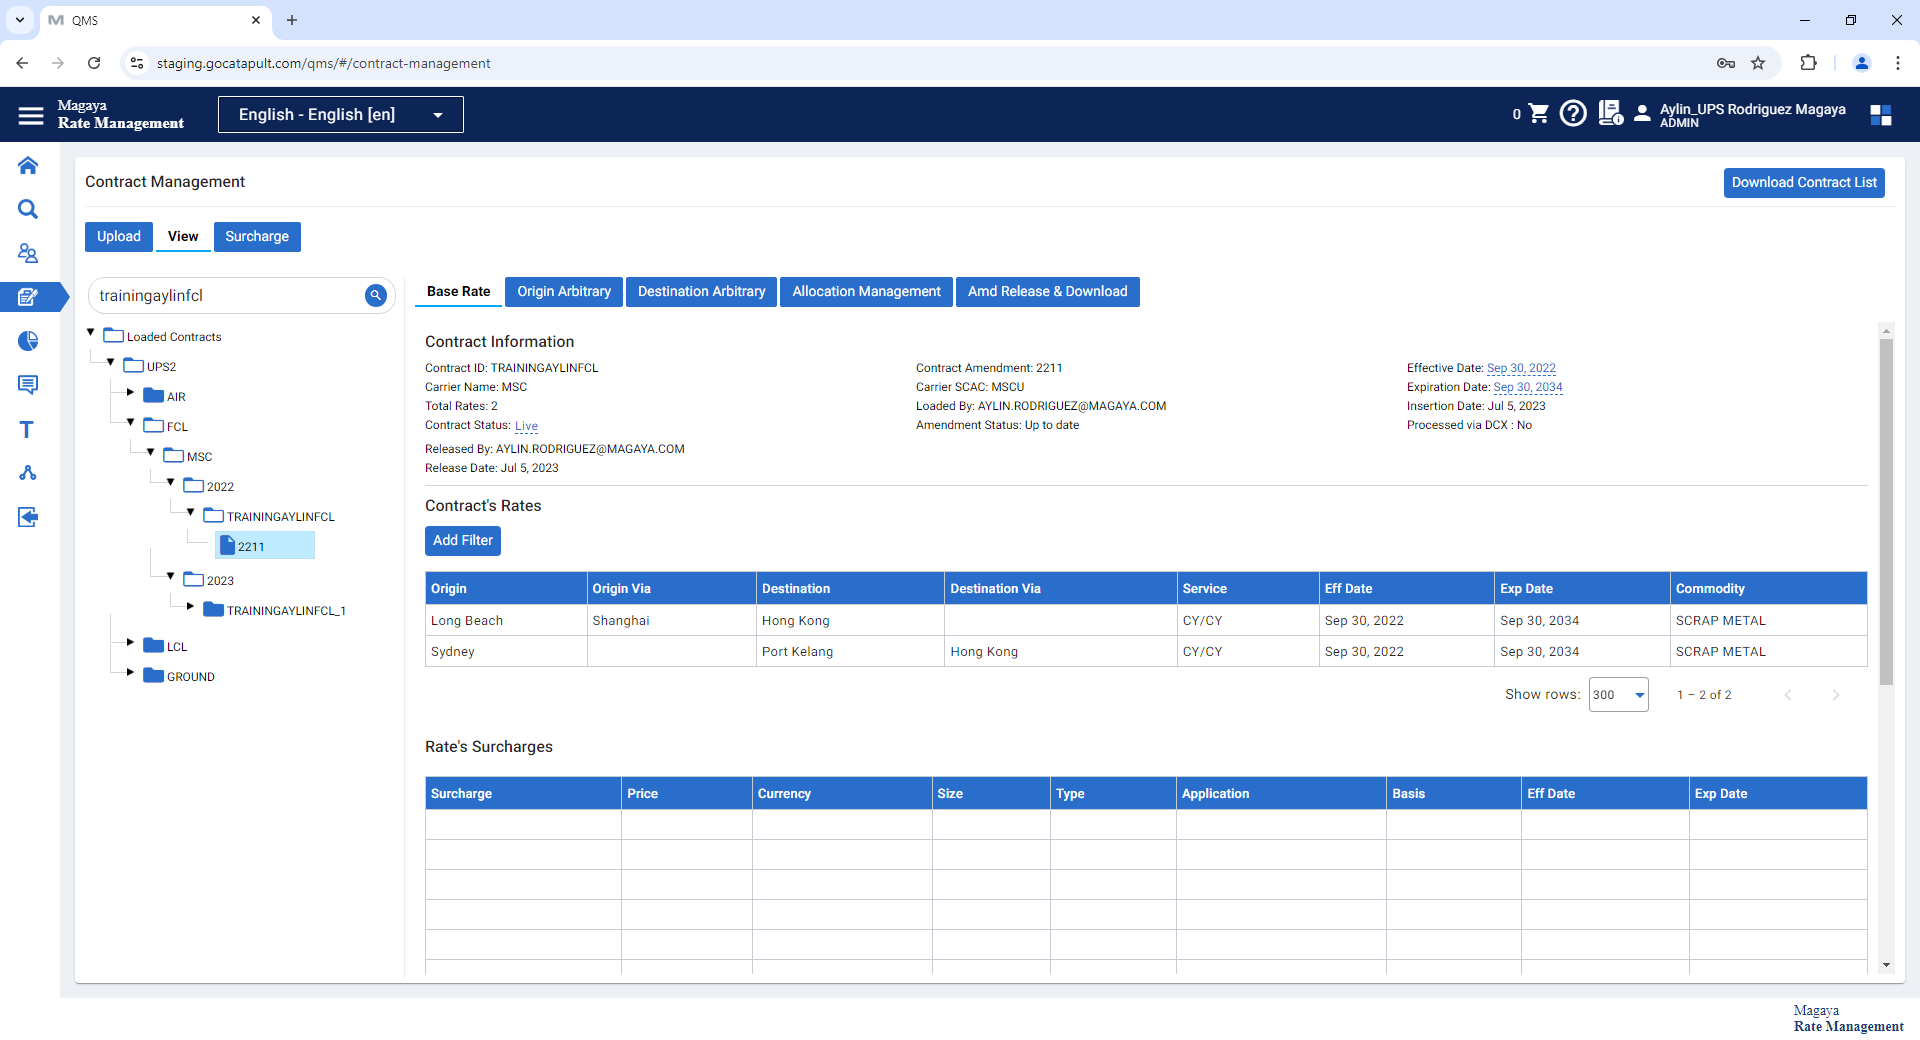 QMS
staging.gocatapult.com/qms/#/contract-management
Magaya
Rate Management
English - English [en]
0
Aylin_UPS Rodriguez Magaya
ADMIN
Contract Management
Download Contract List
Upload
View
Surcharge
trainingaylinfcl
Loaded Contracts
UPS2
AIR
FCL
MSC
2022
TRAININGAYLINFCL
2211
2023
TRAININGAYLINFCL_1
LCL
GROUND
Base Rate
Origin Arbitrary
Destination Arbitrary
Allocation Management
Amd Release & Download
Contract Information
Contract ID: TRAININGAYLINFCL
Contract Amendment: 2211
Effective Date: Sep 30, 2022
Carrier Name: MSC
Carrier SCAC: MSCU
Expiration Date: Sep 30, 2034
Total Rates: 2
Loaded By: AYLIN.RODRIGUEZ@MAGAYA.COM
Insertion Date: Jul 5, 2023
Contract Status: Live
Amendment Status: Up to date
Processed via DCX : No
Released By: AYLIN.RODRIGUEZ@MAGAYA.COM
Release Date: Jul 5, 2023
Contract's Rates
Add Filter
Origin Origin Via Destination Destination Via Service Eff Date Exp Date Commodity
Long Beach Shanghai Hong Kong CY/CY Sep 30, 2022 Sep 30, 2034 SCRAP METAL
Sydney Port Kelang Hong Kong CY/CY Sep 30, 2022 Sep 30, 2034 SCRAP METAL
Show rows: 300 1 – 2 of 2
Rate's Surcharges
Surcharge Price Currency Size Type Application Basis Eff Date Exp Date
Magaya
Rate Management